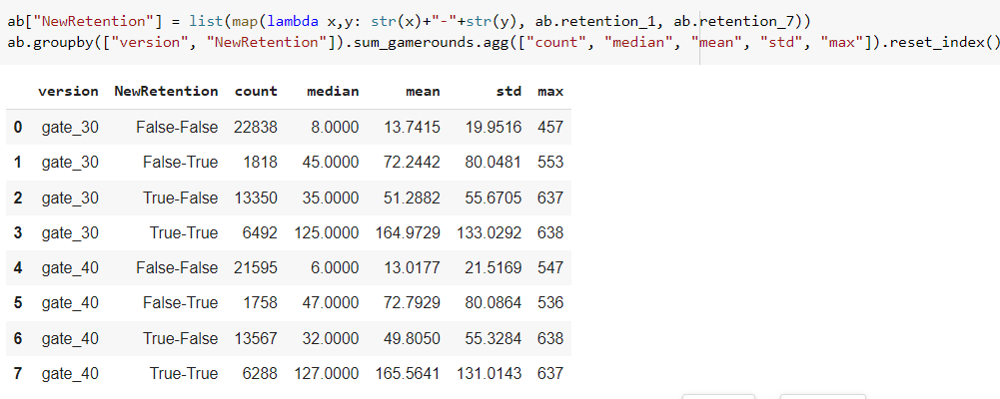 ab["NewRetention"] = list(map(lambda x,y: str(x)+"-"+str(y), ab.retention_1, ab.retention_7))
ab.groupby(["version", "NewRetention"]).sum_gamerounds.agg(["count", "median", "mean", "std", "max"]).reset_index()
version NewRetention count median mean std max
0 gate_30 False-False 22838 8.0000 13.7415 19.9516 457
1 gate_30 False-True 1818 45.0000 72.2442 80.0481 553
2 gate_30 True-False 13350 35.0000 51.2882 55.6705 637
3 gate_30 True-True 6492 125.0000 164.9729 133.0292 638
4 gate_40 False-False 21595 6.0000 13.0177 21.5169 547
5 gate_40 False-True 1758 47.0000 72.7929 80.0864 536
6 gate_40 True-False 13567 32.0000 49.8050 55.3284 638
7 gate_40 True-True 6288 127.0000 165.5641 131.0143 637